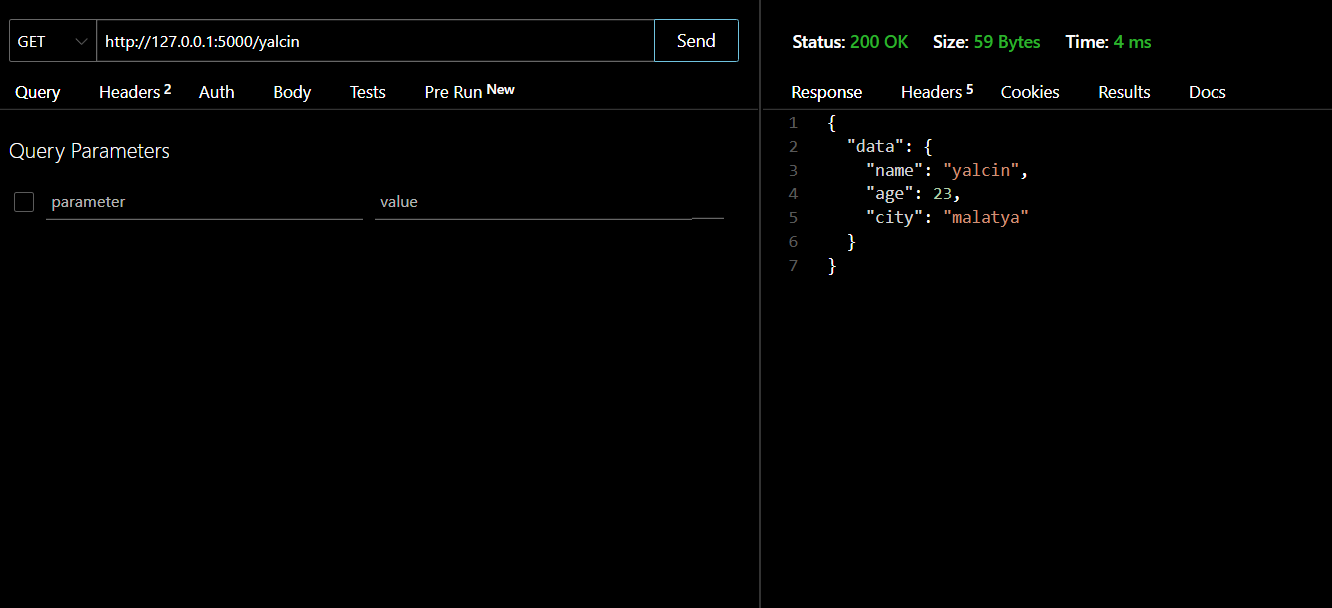 GET http://127.0.0.1:5000/yalcin Send
Query Headers 2 Auth Body Tests Pre Run New
Query Parameters
parameter value
Status: 200 OK Size: 59 Bytes Time: 4 ms
Response Headers 5 Cookies Results Docs
1 {
2 "data": {
3 "name": "yalcin",
4 "age": 23,
5 "city": "malatya"
6 }
7 }